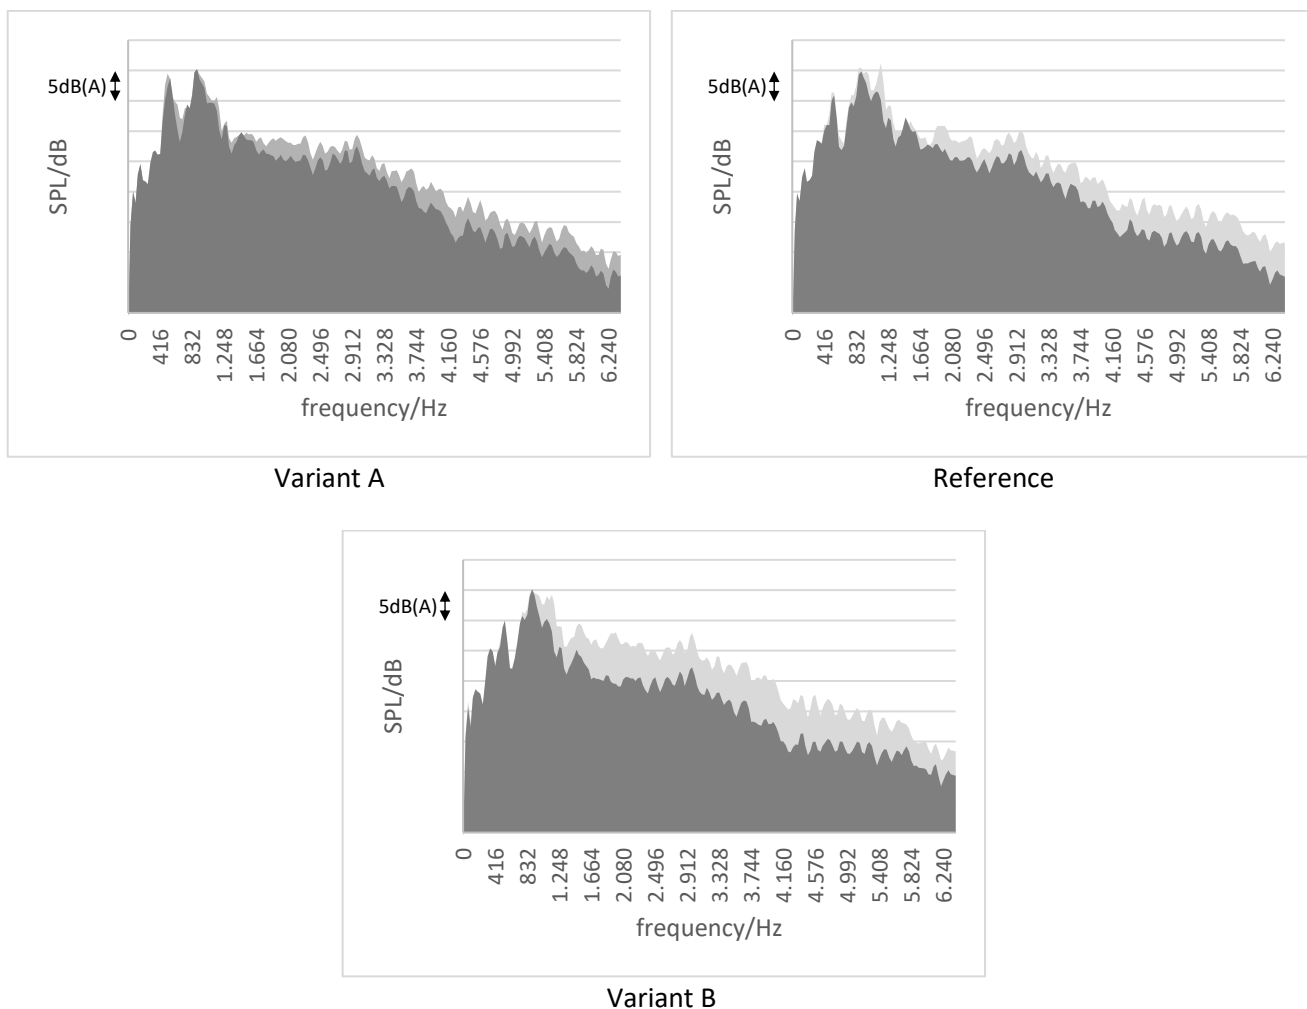 5dB(A)
SPL/dB
0 416 832 1.248 1.664 2.080 2.496 2.912 3.328 3.744 4.160 4.576 4.992 5.408 5.824 6.240
frequency/Hz
Variant A
5dB(A)
SPL/dB
0 416 832 1.248 1.664 2.080 2.496 2.912 3.328 3.744 4.160 4.576 4.992 5.408 5.824 6.240
frequency/Hz
Reference
5dB(A)
SPL/dB
0 416 832 1.248 1.664 2.080 2.496 2.912 3.328 3.744 4.160 4.576 4.992 5.408 5.824 6.240
frequency/Hz
Variant B